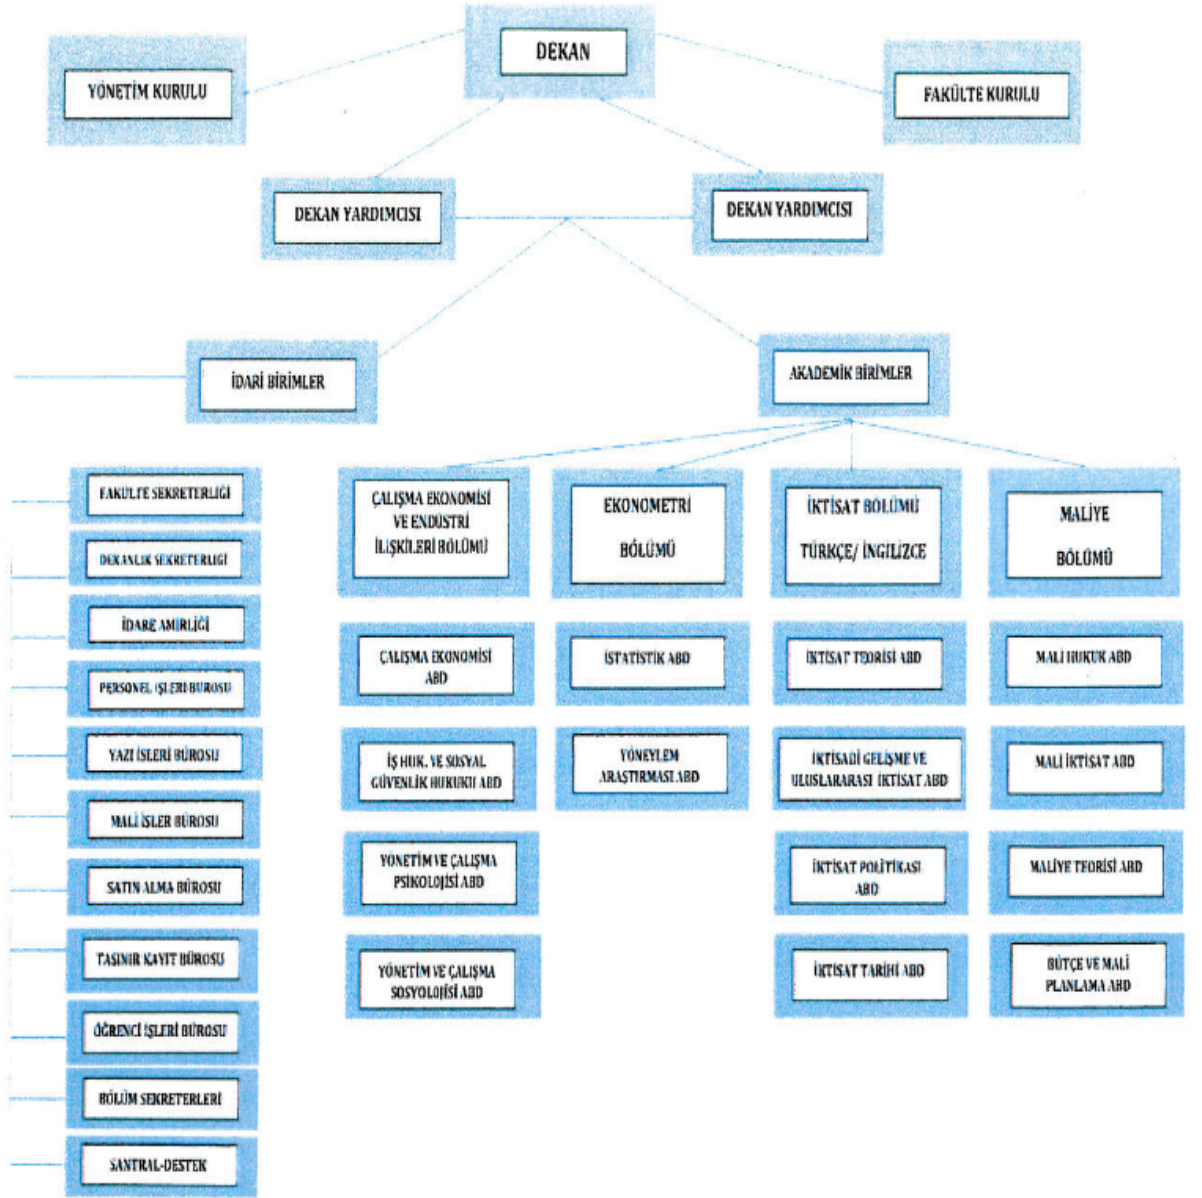 DEKAN
YÖNETİM KURULU
FAKÜLTE KURULU
DEKAN YARDIMCISI
DEKAN YARDIMCISI
İDARİ BİRİMLER
AKADEMİK BİRİMLER
FAKÜLTE SEKRETERLİĞİ
DEKANLIK SEKRETERLİĞİ
İDARE AMİRLİĞİ
PERSONEL İŞLERİ BÜROSU
YAZI İŞLERİ BÜROSU
MALİ İŞLER BÜROSU
SATIN ALMA BÜROSU
TAŞINIR KAYIT BÜROSU
ÖĞRENCİ İŞLERİ BÜROSU
BÖLÜM SEKRETERLERİ
SANTRAL-DESTEK
ÇALIŞMA EKONOMİSİ
VE ENDÜSTRİ
İLİŞKİLERİ BÖLÜMÜ
ÇALIŞMA EKONOMİSİ
ABD
İŞ HUK. VE SOSYAL
GÜVENLİK HUKUKU ABD
YÖNETİM VE ÇALIŞMA
PSİKOLOJİSİ ABD
YÖNETİM VE ÇALIŞMA
SOSYOLOJİSİ ABD
EKONOMETRİ
BÖLÜMÜ
İSTATİSTİK ABD
YÖNEYLEM
ARAŞTIRMASI ABD
İKTİSAT BÖLÜMÜ
TÜRKÇE/ İNGİLİZCE
İKTİSAT TEORİSİ ABD
İKTİSADİ GELİŞME VE
ULUSLARARASI İKTİSAT ABD
İKTİSAT POLİTİKASI
ABD
İKTİSAT TARİHİ ABD
MALİYE
BÖLÜMÜ
MALİ HUKUK ABD
MALİ İKTİSAT ABD
MALİYE TEORİSİ ABD
BÜTÇE VE MALİ
PLANLAMA ABD